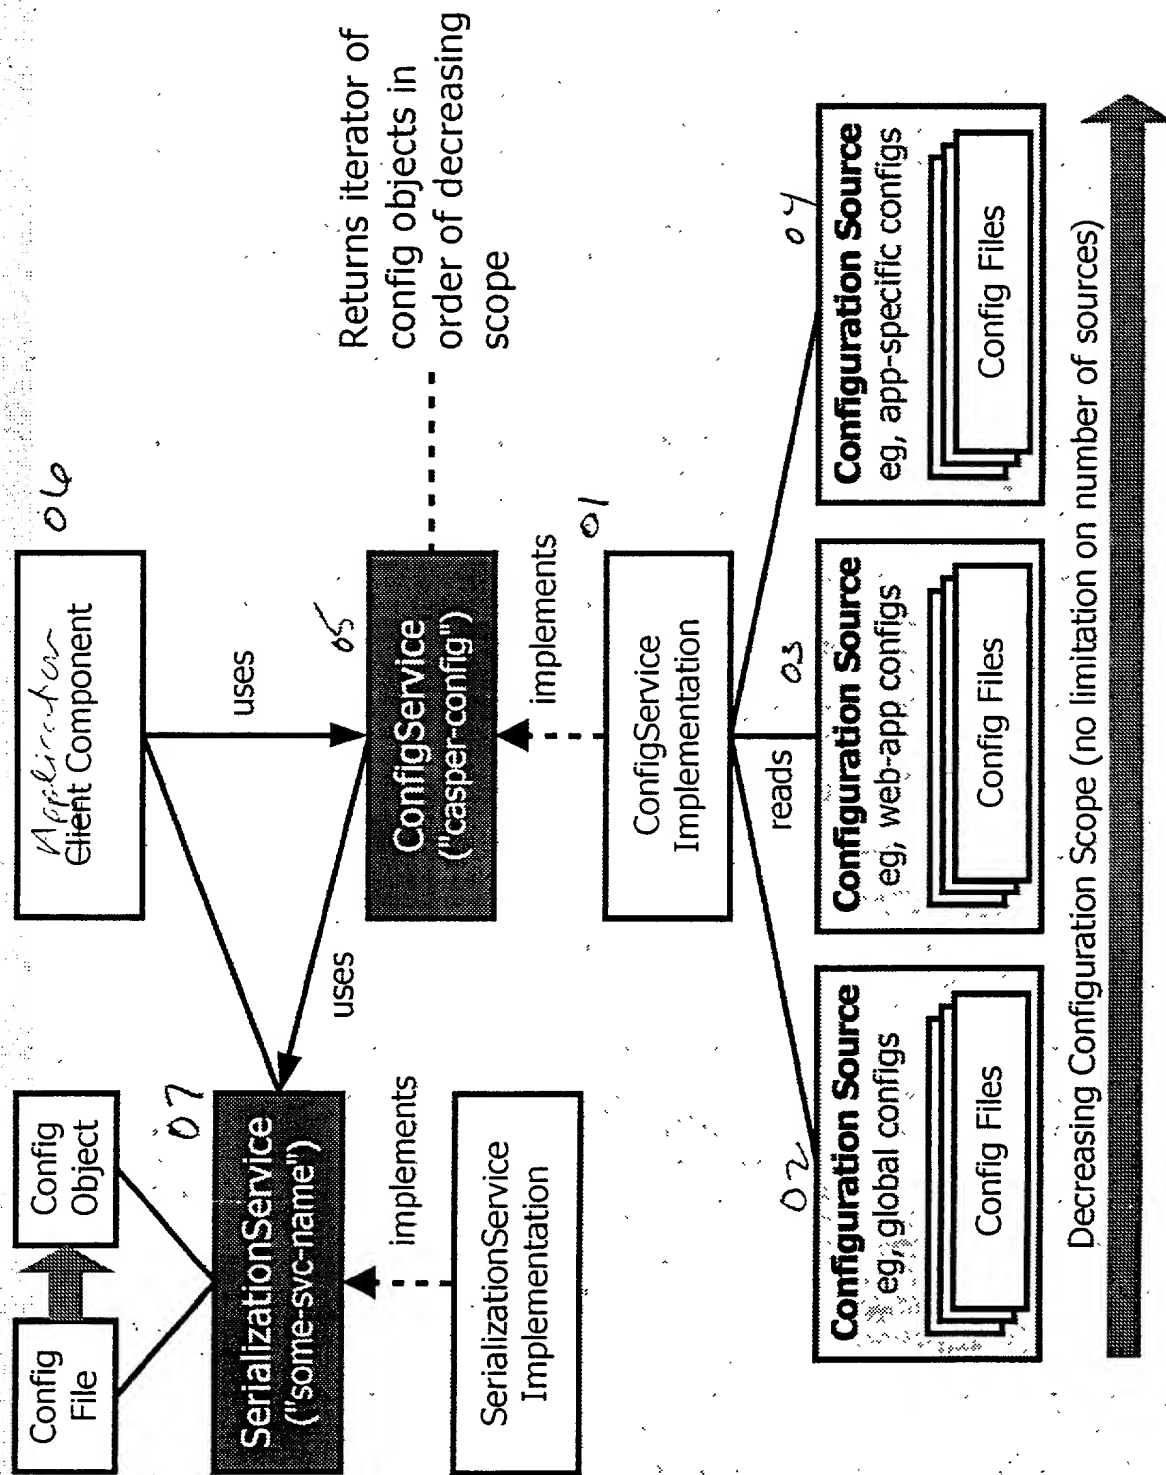 Config
File
Config
Object
Application
Client Component
06
07
SerializationService
("some-svc-name")
uses
uses
05
ConfigService
("casper-config")
Returns iterator of
config objects in
order of decreasing
scope
implements
SerializationService
Implementation
implements
01
ConfigService
Implementation
reads
02
03
04
Configuration Source
eg, global configs
Config Files
Configuration Source
eg, web-app configs
Config Files
Configuration Source
eg, app-specific configs
Config Files
Decreasing Configuration Scope (no limitation on number of sources)